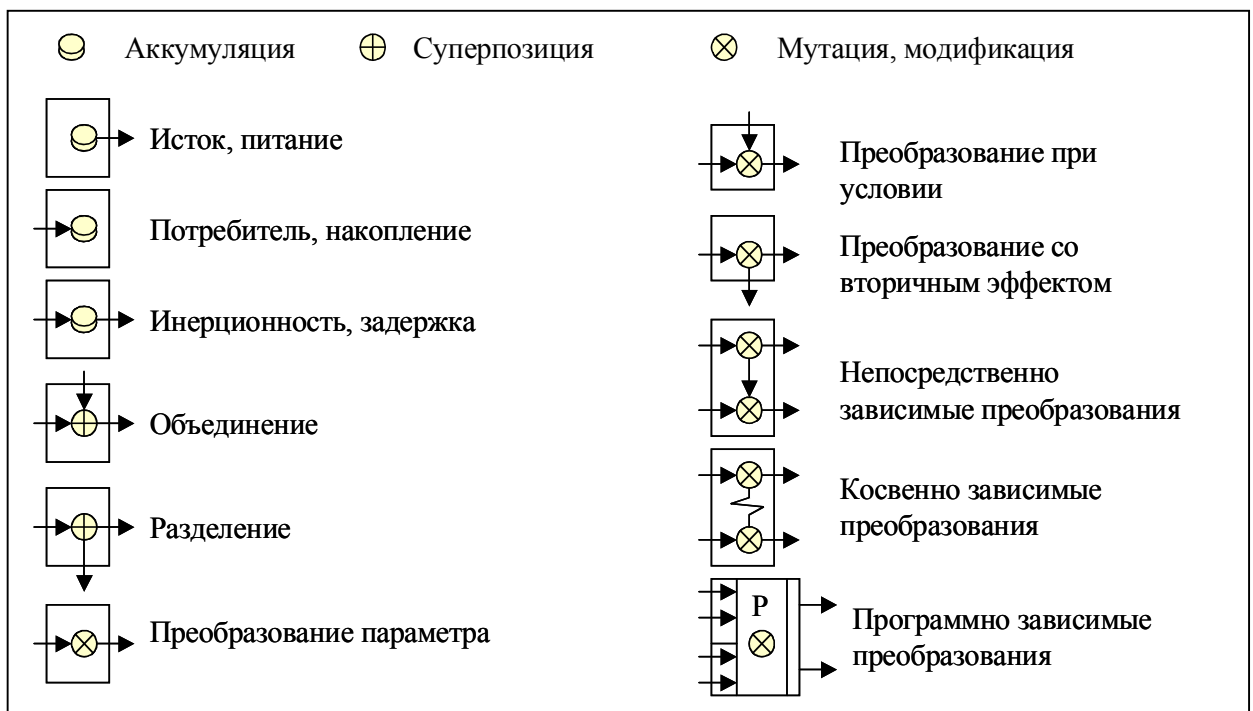 Аккумуляция
Суперпозиция
Мутация, модификация
Исток, питание
Потребитель, накопление
Инерционность, задержка
Объединение
Разделение
Преобразование параметра
Преобразование при
условии
Преобразование со
вторичным эффектом
Непосредственно
зависимые преобразования
Косвенно зависимые
преобразования
P
Программно зависимые
преобразования